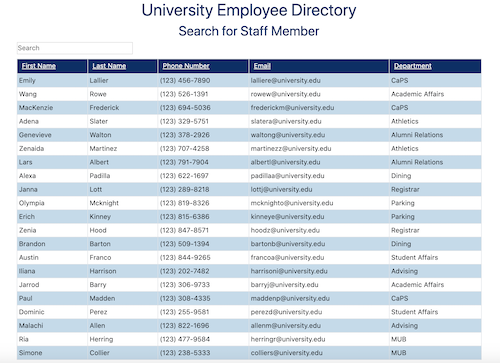 University Employee Directory
Search for Staff Member
Search
First Name Last Name Phone Number Email Department
Emily Lallier (123) 456-7890 lalliere@university.edu CaPS
Wang Rowe (123) 526-1391 rowew@university.edu Academic Affairs
MacKenzie Frederick (123) 694-5036 frederickm@university.edu CaPS
Adena Slater (123) 329-5751 slatera@university.edu Athletics
Genevieve Walton (123) 378-2926 waltong@university.edu Alumni Relations
Zenaida Martinez (123) 707-4258 martinezz@university.edu Athletics
Lars Albert (123) 791-7904 albertl@university.edu Alumni Relations
Alexa Padilla (123) 622-1697 padillaa@university.edu Dining
Janna Lott (123) 289-8218 lottj@university.edu Registrar
Olympia Mcknight (123) 819-8326 mcknighto@university.edu Parking
Erich Kinney (123) 815-6386 kinneye@university.edu Parking
Zenia Hood (123) 847-8571 hoodz@university.edu Registrar
Brandon Barton (123) 509-1394 bartonb@university.edu Dining
Austin Franco (123) 844-9265 francoa@university.edu Student Affairs
Iliana Harrison (123) 202-7482 harrisoni@university.edu Advising
Jarrod Barry (123) 306-9733 barryj@university.edu Academic Affairs
Paul Madden (123) 308-4335 maddenp@university.edu CaPS
Dominic Perez (123) 255-9581 perezd@university.edu Student Affairs
Malachi Allen (123) 822-1696 allenm@university.edu Advising
Ria Herring (123) 477-9584 herringr@university.edu MUB
Simone Collier (123) 238-5333 colliers@university.edu MUB